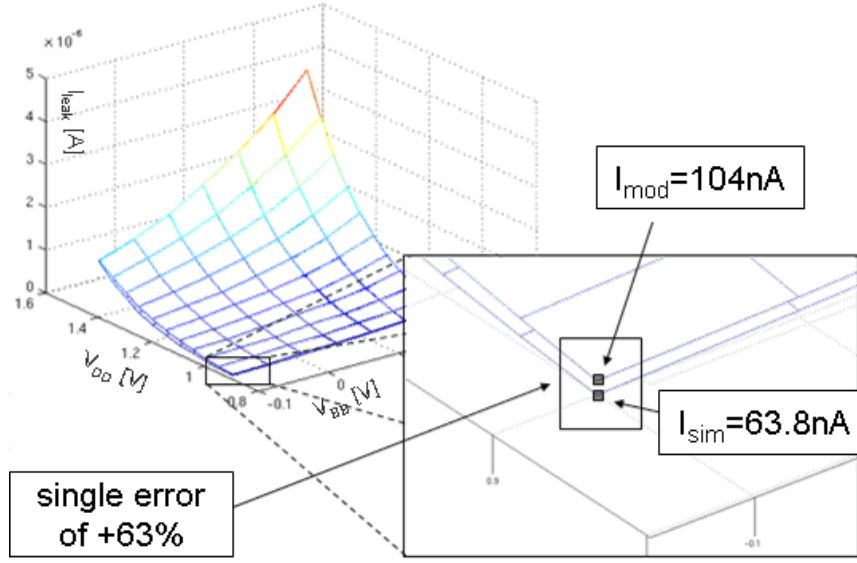 ×10⁻⁶
5
4
3
2
1
0
I_leak [A]
1.6
1.4
1.2
1
0.8
V_DD [V]
-0.1
0
V_BB [V]
I_mod=104nA
I_sim=63.8nA
0.9
-0.1
single error
of +63%